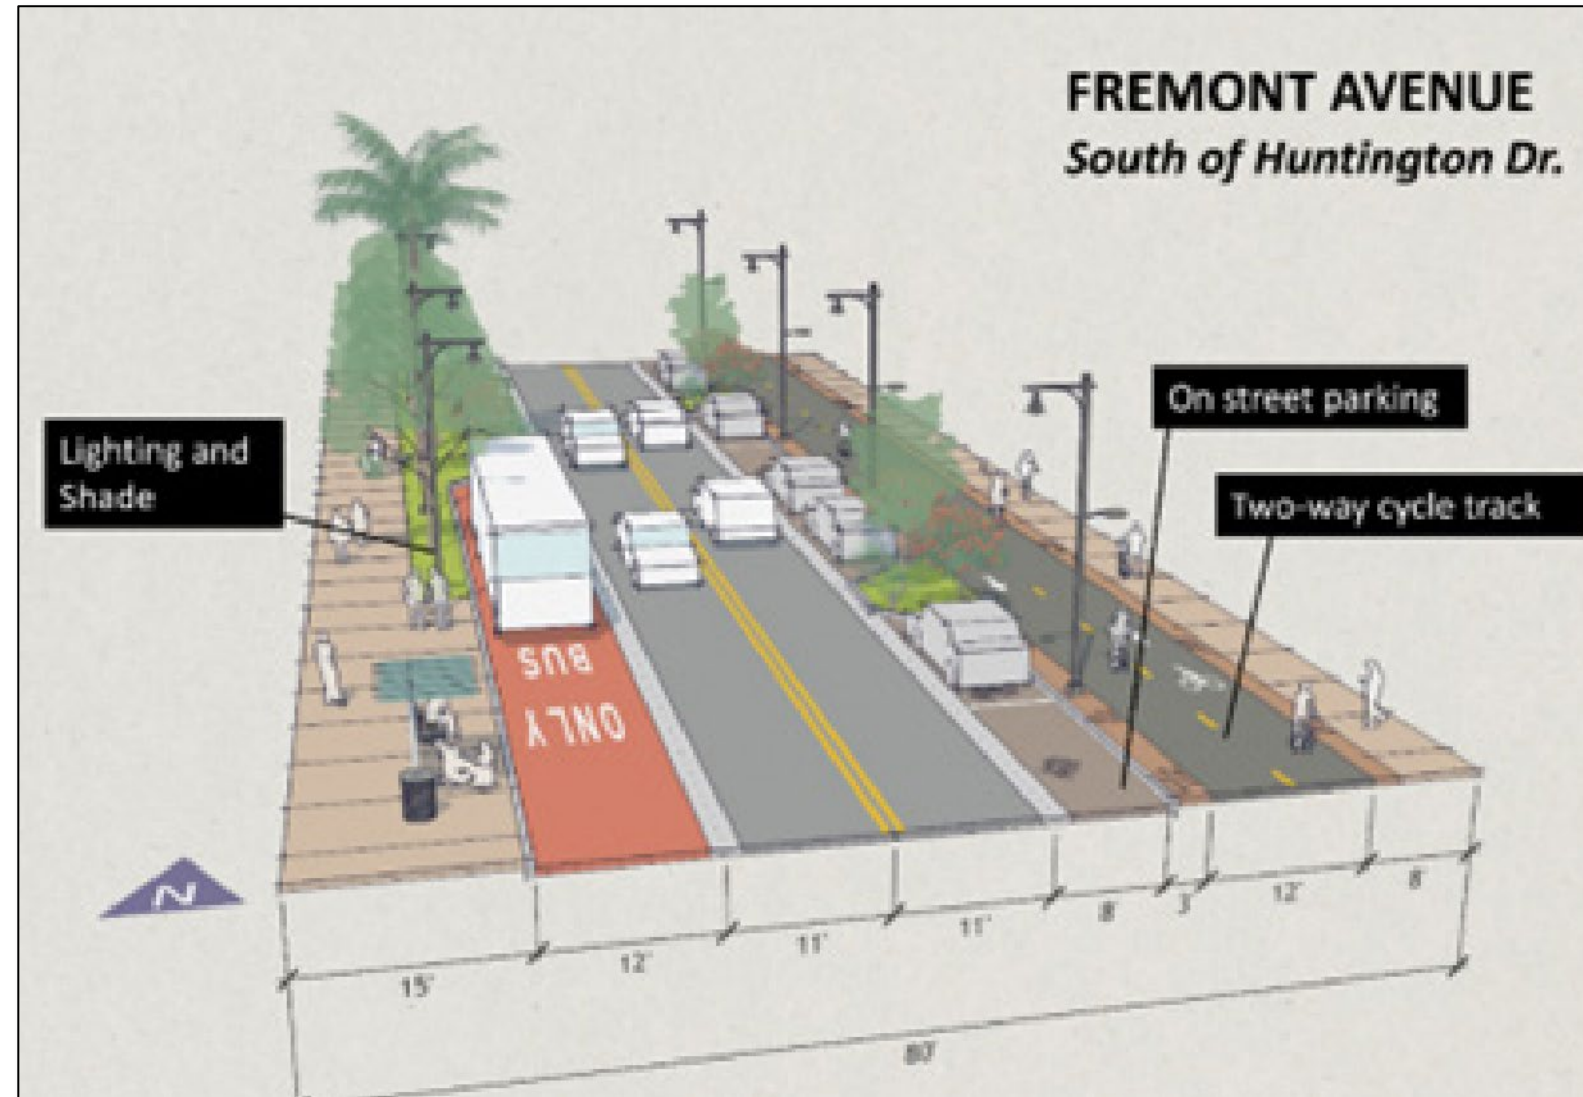 FREMONT AVENUE
South of Huntington Dr.
On street parking
Lighting and
Shade
Two-way cycle track
BUS
ONLY
N
15'
12'
11'
11'
8'
3'
12'
8'
80'